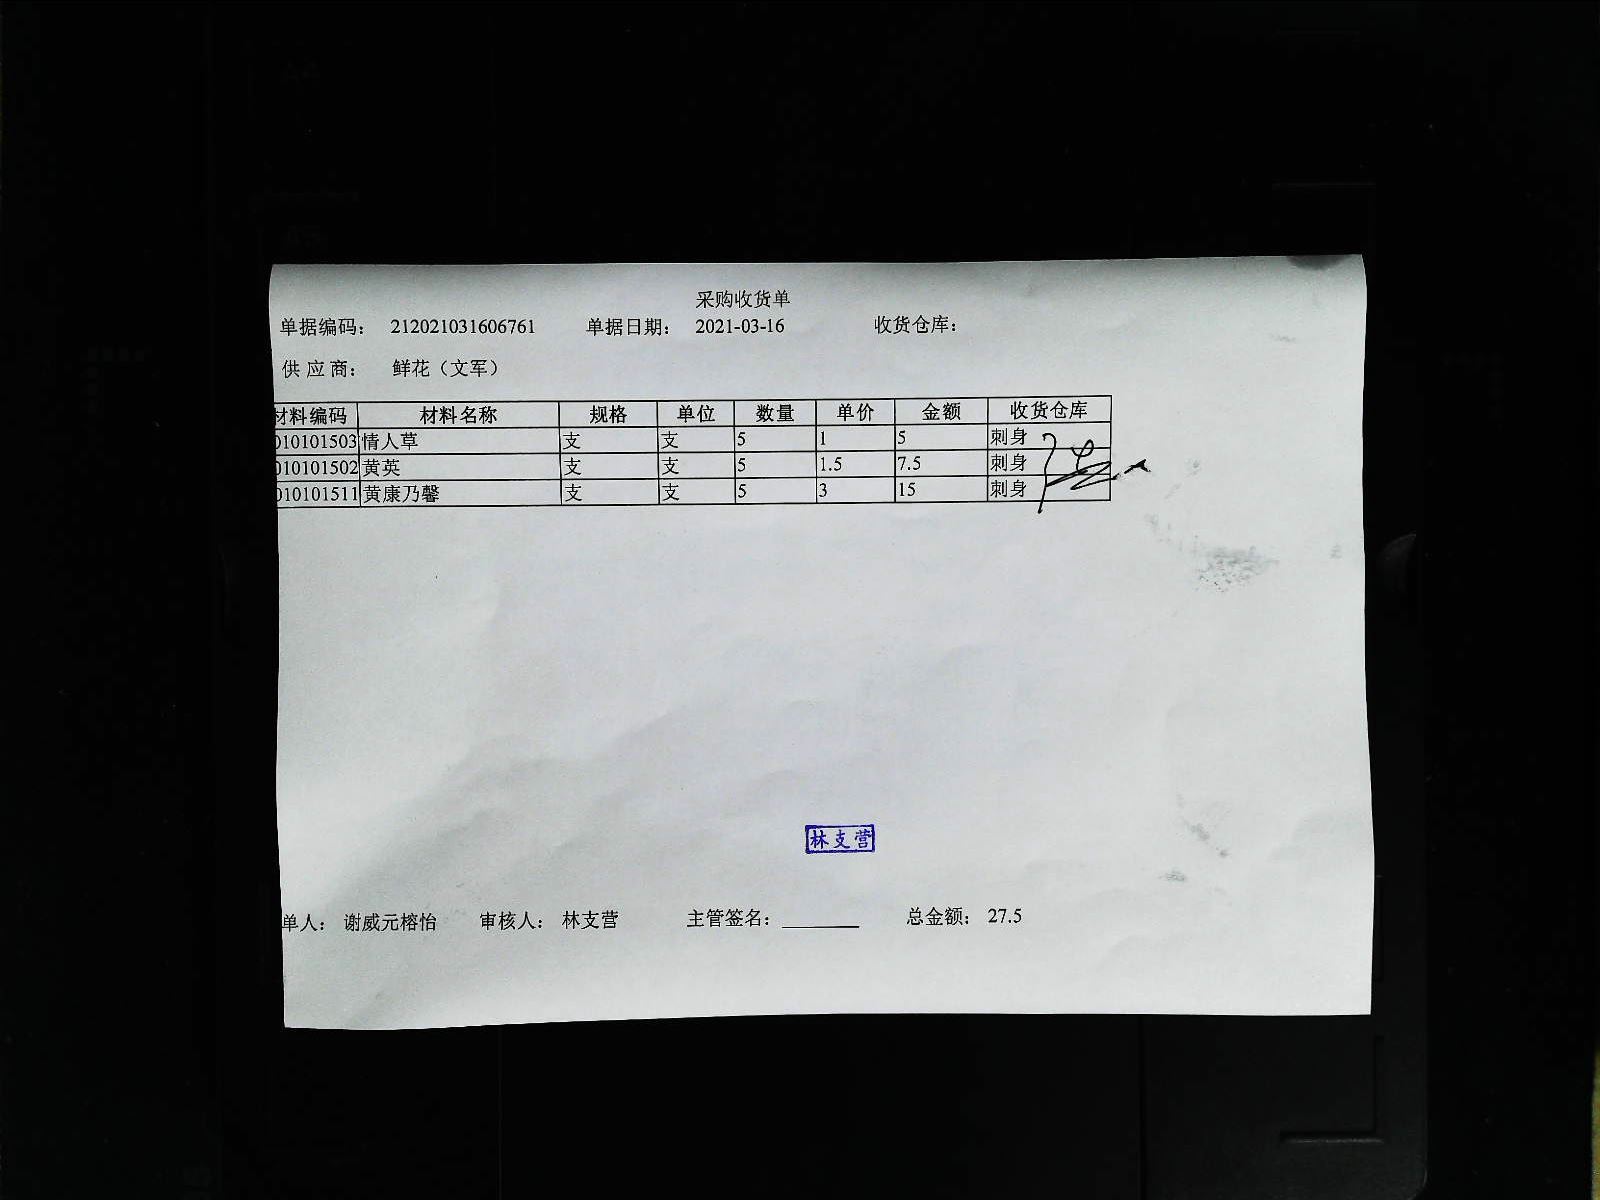 采购收货单
单据编码： 212021031606761 单据日期： 2021-03-16 收货仓库：
供 应 商： 鲜花（文军）
材料编码 材料名称 规格 单位 数量 单价 金额 收货仓库
010101503 情人草 支 支 5 1 5 刺身
010101502 黄英 支 支 5 1.5 7.5 刺身
010101511 黄康乃馨 支 支 5 3 15 刺身
林支营
单人： 谢威元榕怡 审核人： 林支营 主管签名： 总金额： 27.5